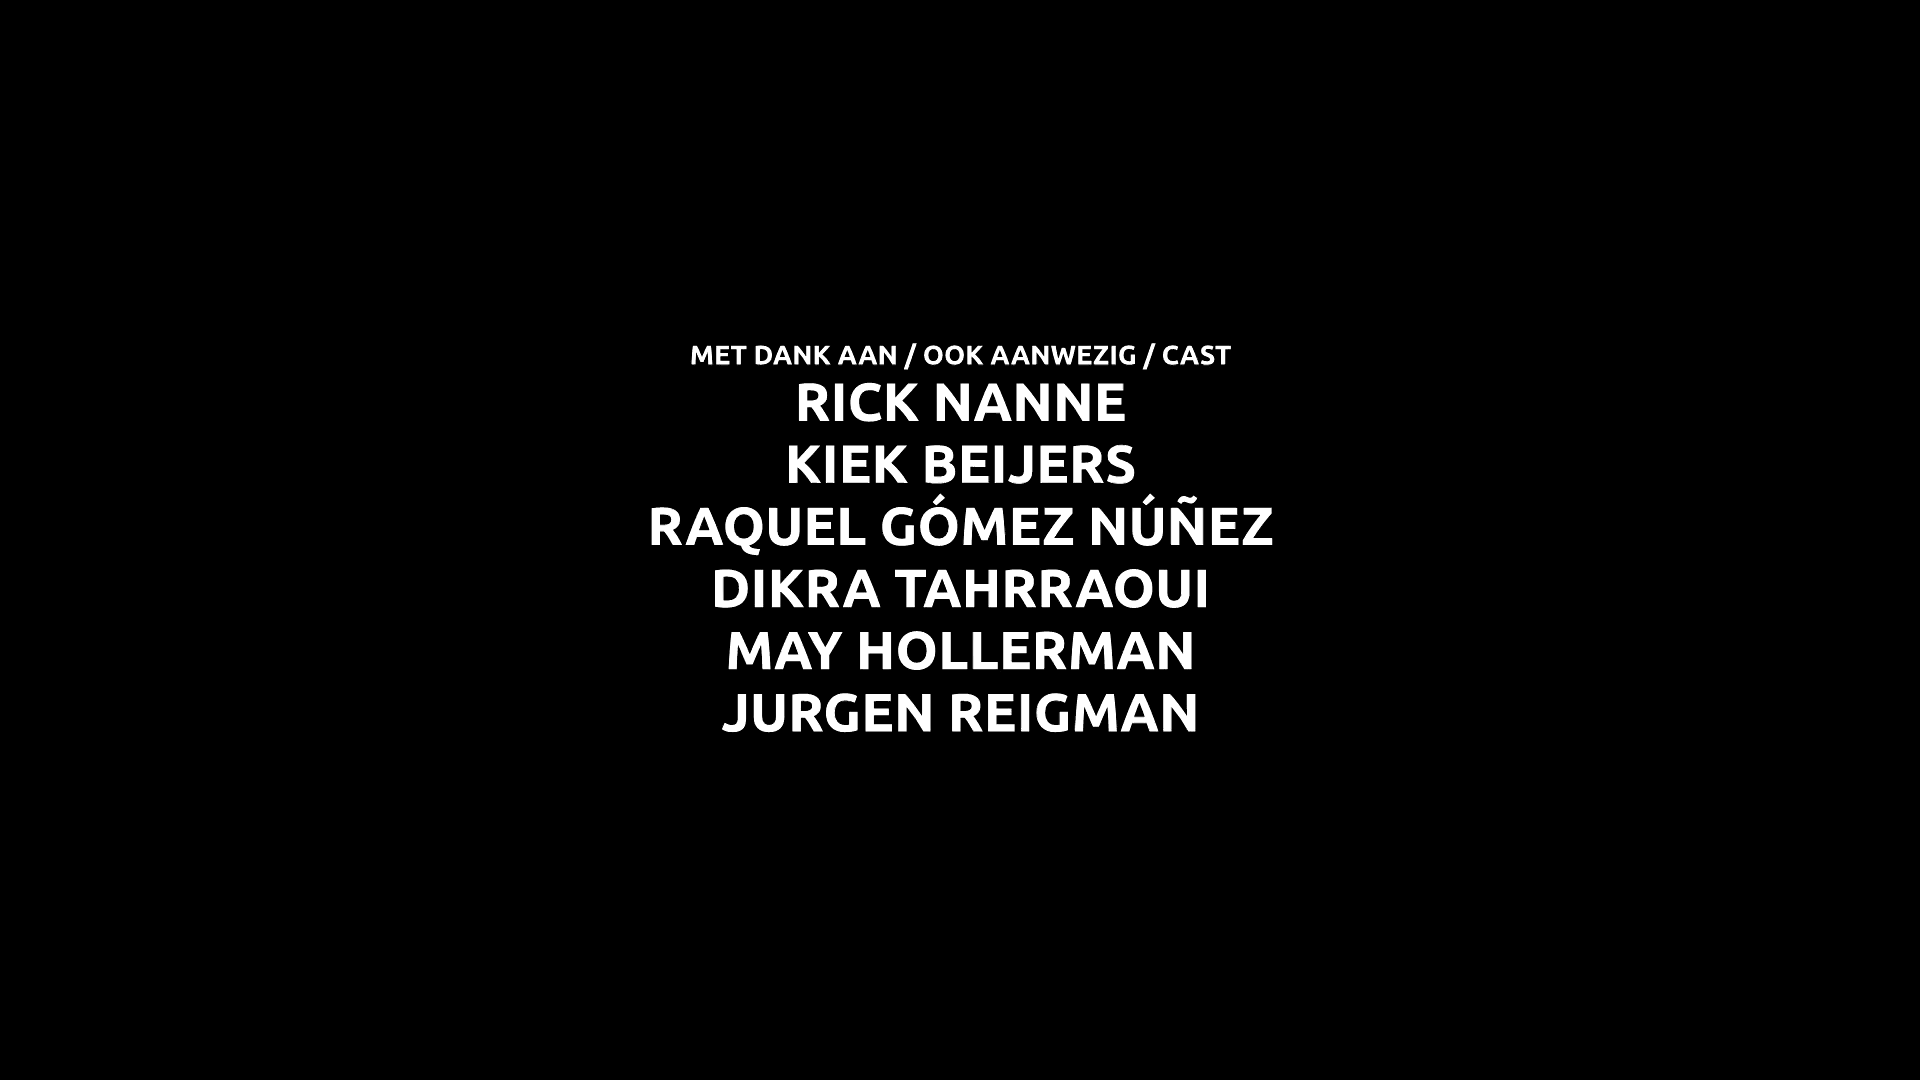 MET DANK AAN / OOK AANWEZIG / CAST
RICK NANNE
KIEK BEIJERS
RAQUEL GÓMEZ NÚÑEZ
DIKRA TAHRRAOUI
MAY HOLLERMAN
JURGEN REIGMAN